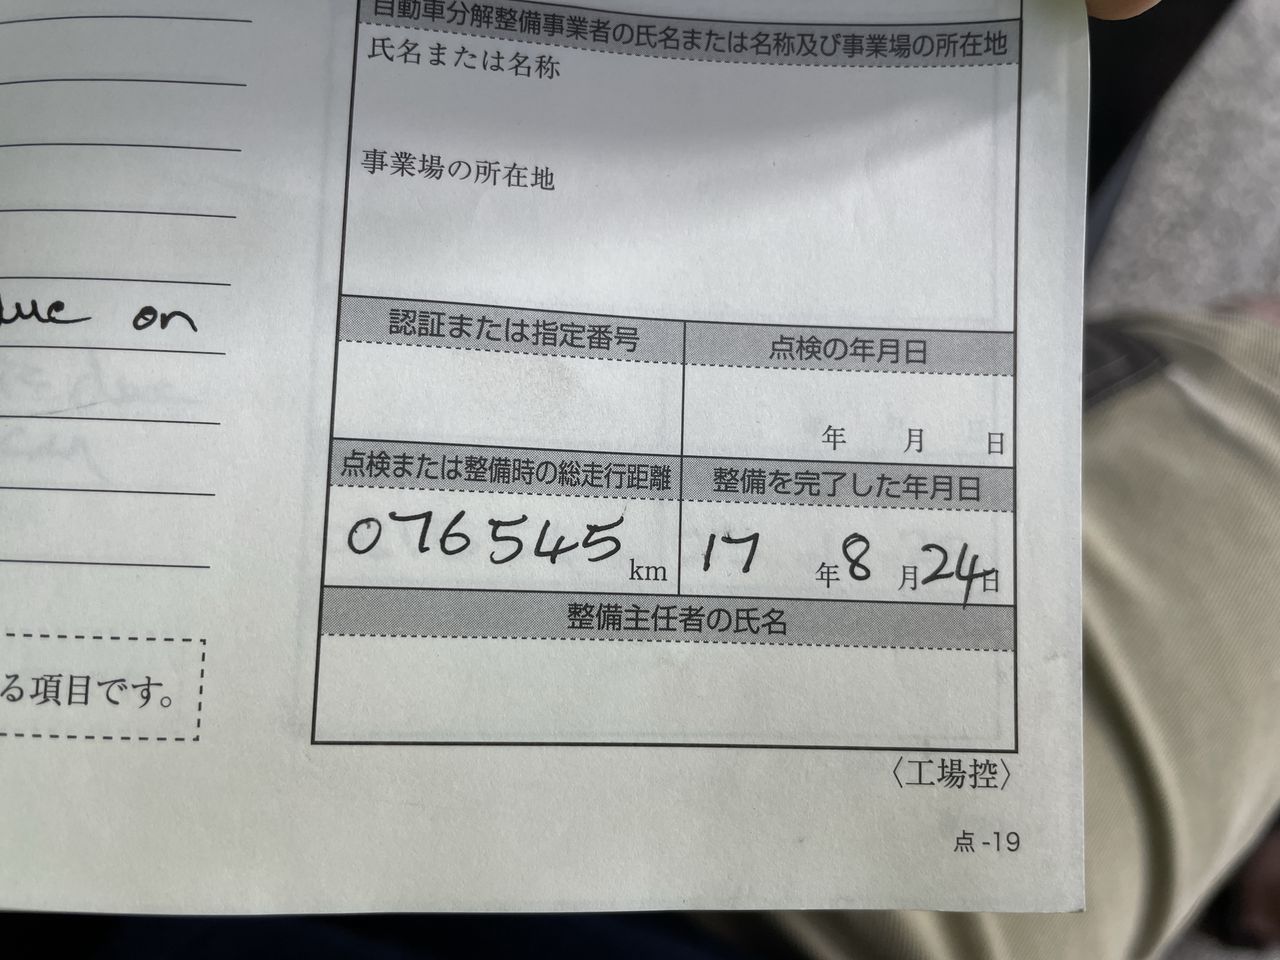 自動車分解整備事業者の氏名または名称及び事業場の所在地
氏名または名称
事業場の所在地
on
認証または指定番号
点検の年月日
年 月 日
点検または整備時の総走行距離
整備を完了した年月日
076545 km
17 年 8 月 24 日
整備主任者の氏名
る項目です。
〈工場控〉
点 -19